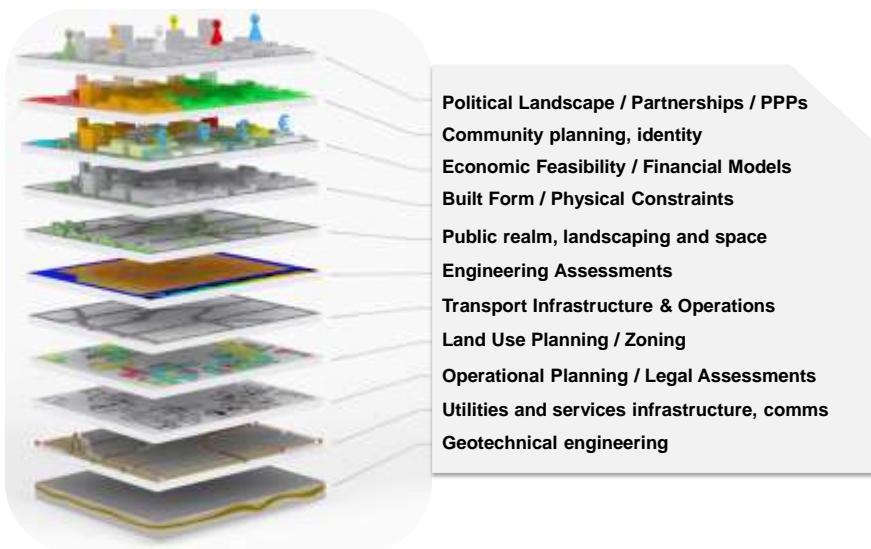 Political Landscape / Partnerships / PPPs
Community planning, identity
Economic Feasibility / Financial Models
Built Form / Physical Constraints
Public realm, landscaping and space
Engineering Assessments
Transport Infrastructure & Operations
Land Use Planning / Zoning
Operational Planning / Legal Assessments
Utilities and services infrastructure, comms
Geotechnical engineering